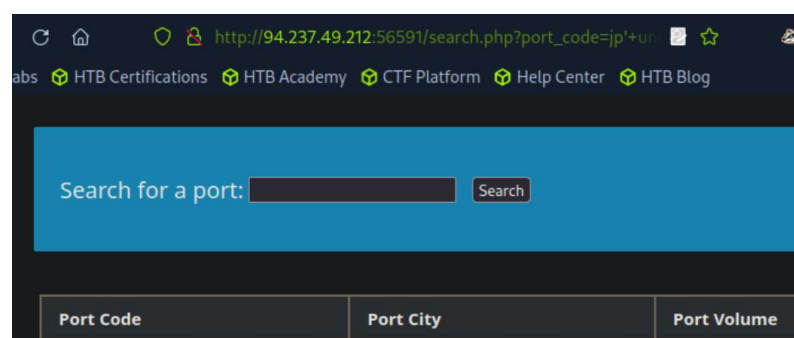 http://94.237.49.212:56591/search.php?port_code=jp'+un
abs HTB Certifications HTB Academy CTF Platform Help Center HTB Blog
Search for a port: Search
Port Code Port City Port Volume